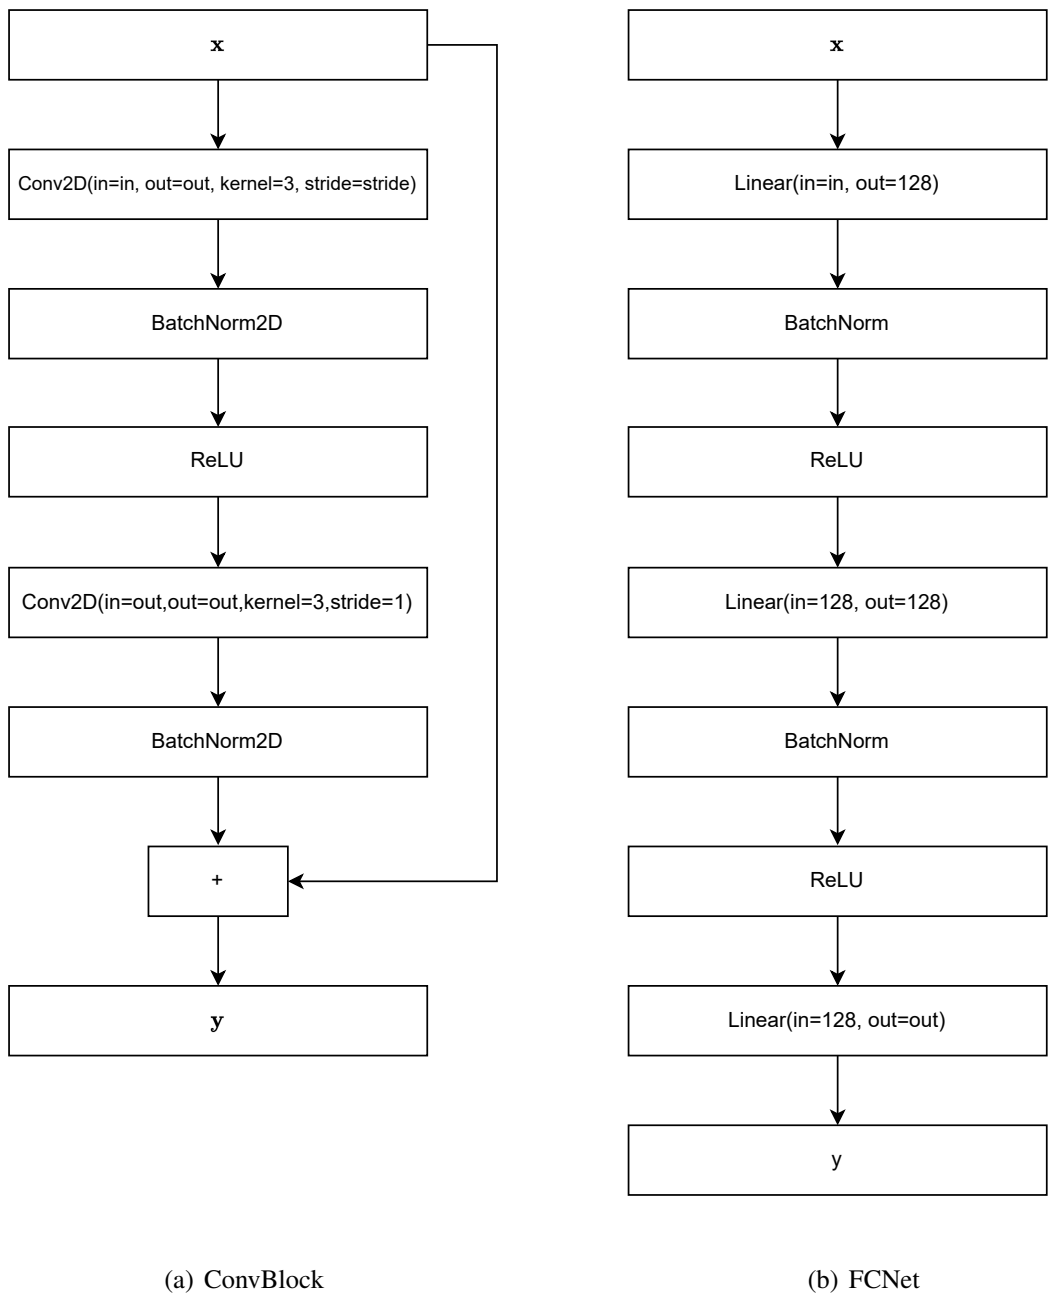 x
Conv2D(in=in, out=out, kernel=3, stride=stride)
BatchNorm2D
ReLU
Conv2D(in=out,out=out,kernel=3,stride=1)
BatchNorm2D
+
y
(a) ConvBlock
x
Linear(in=in, out=128)
BatchNorm
ReLU
Linear(in=128, out=128)
BatchNorm
ReLU
Linear(in=128, out=out)
y
(b) FCNet